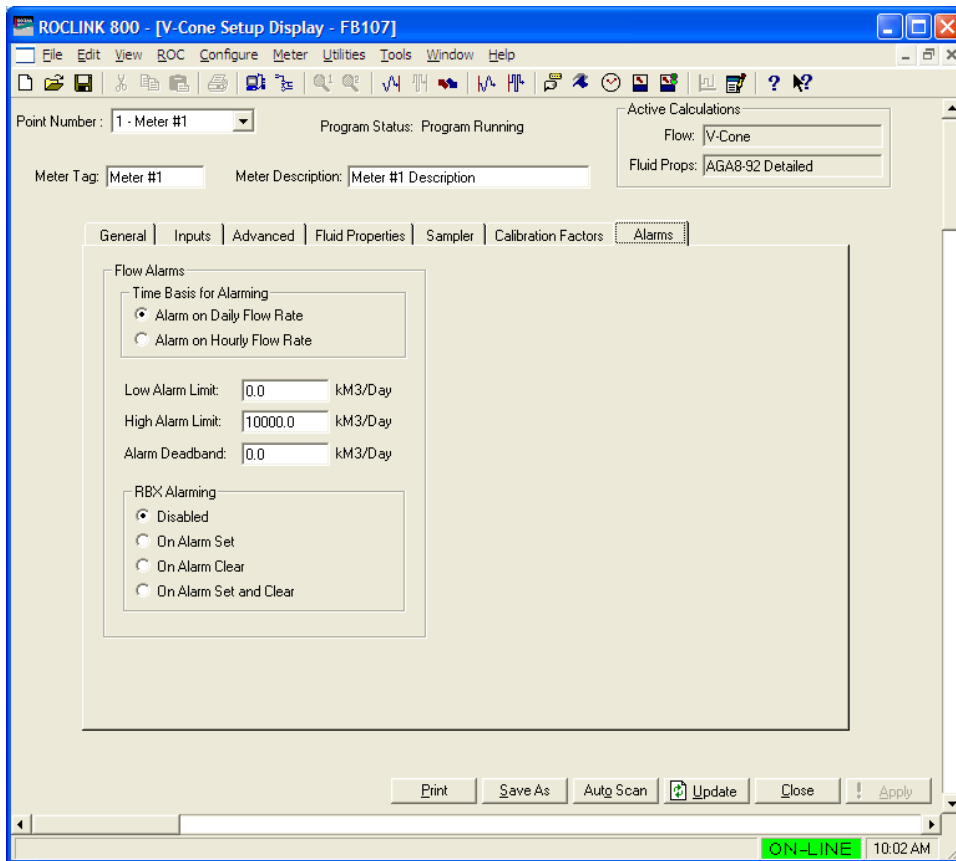 ROCLINK 800 - [V-Cone Setup Display - FB107]
File Edit View ROC Configure Meter Utilities Tools Window Help
Point Number : 1 - Meter #1
Program Status: Program Running
Active Calculations
Flow: V-Cone
Fluid Props: AGA8-92 Detailed
Meter Tag: Meter #1 Meter Description: Meter #1 Description
General Inputs Advanced Fluid Properties Sampler Calibration Factors Alarms
Flow Alarms
Time Basis for Alarming
Alarm on Daily Flow Rate
Alarm on Hourly Flow Rate
Low Alarm Limit: 0.0 kM3/Day
High Alarm Limit: 10000.0 kM3/Day
Alarm Deadband: 0.0 kM3/Day
RBX Alarming
Disabled
On Alarm Set
On Alarm Clear
On Alarm Set and Clear
Print Save As Auto Scan Update Close ! Apply
ON-LINE 10:02 AM